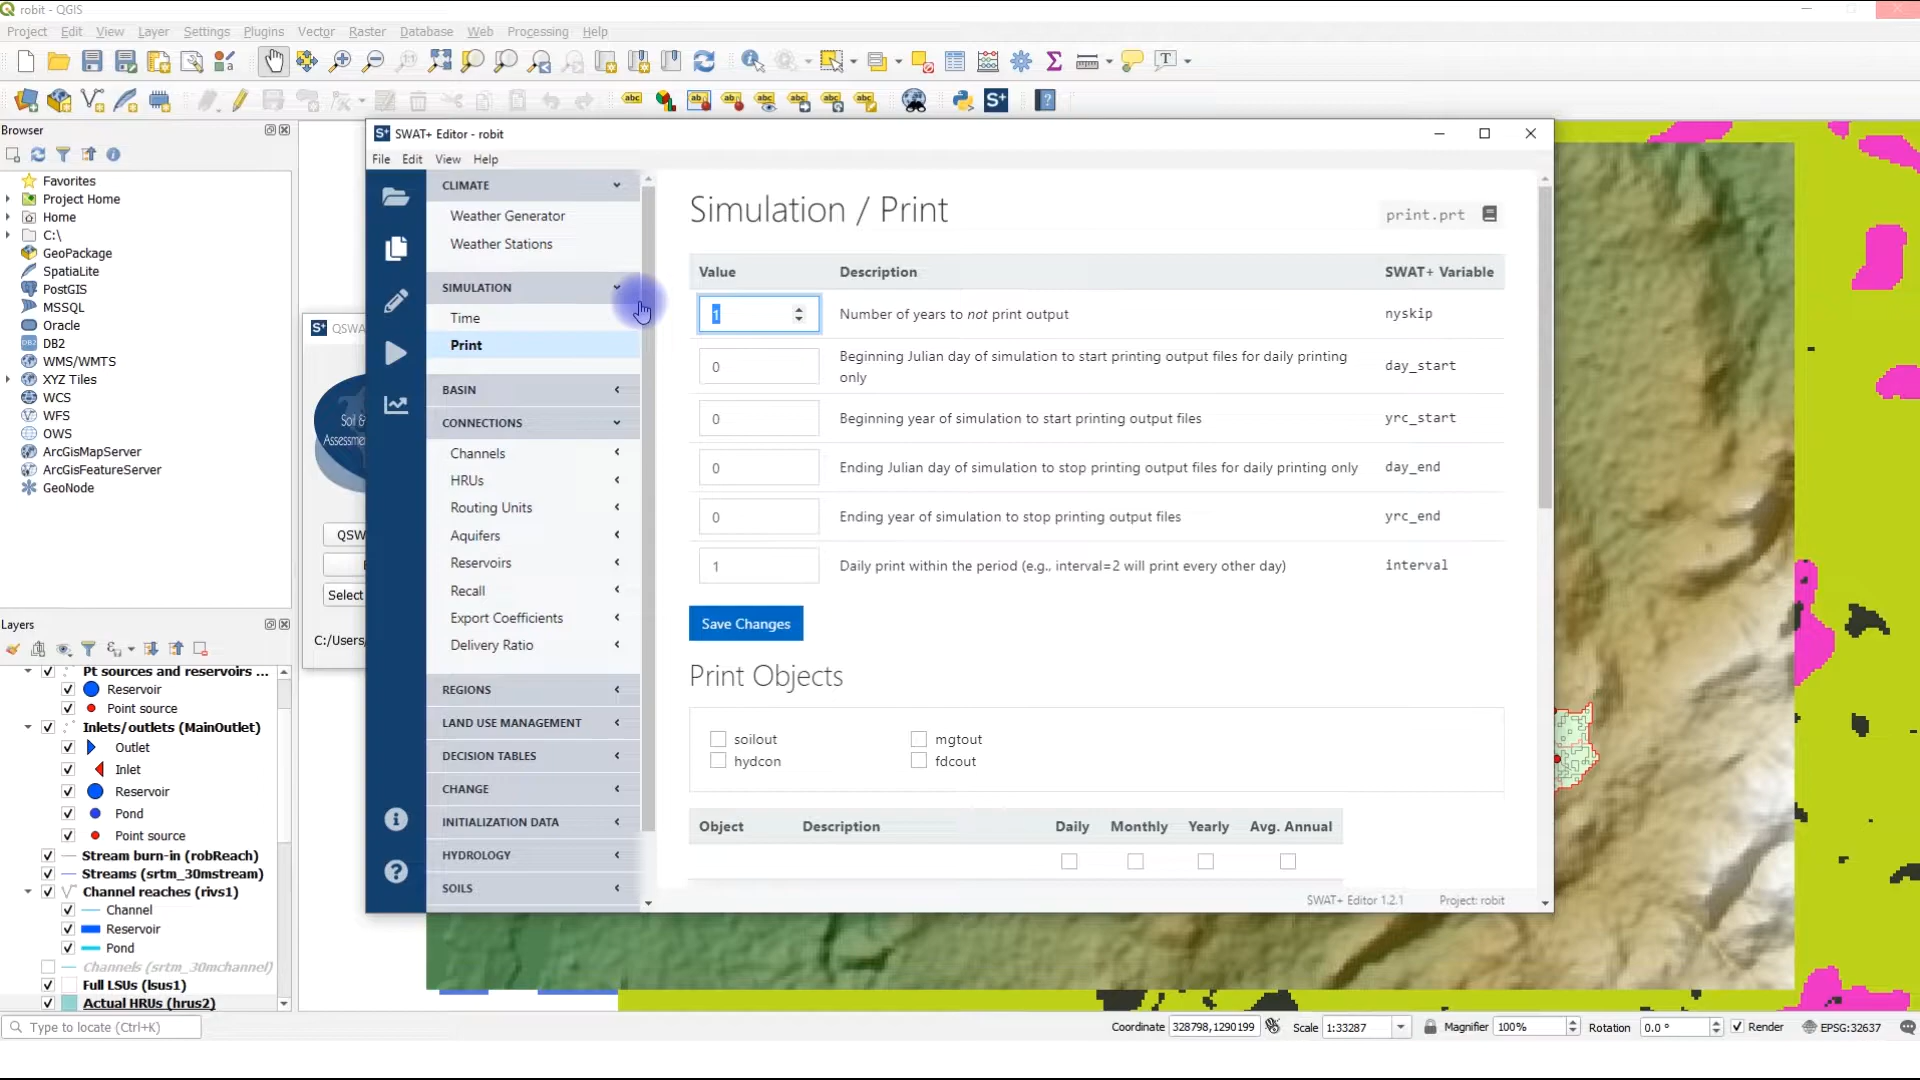 robit - QGIS
Project Edit View Layer Settings Plugins Vector Raster Database Web Processing Help
Browser
Favorites
Project Home
Home
C:\
GeoPackage
SpatiaLite
PostGIS
MSSQL
Oracle
DB2
WMS/WMTS
XYZ Tiles
WCS
WFS
OWS
ArcGisMapServer
ArcGisFeatureServer
GeoNode
Layers
Pt sources and reservoirs ...
Reservoir
Point source
Inlets/outlets (MainOutlet)
Outlet
Inlet
Reservoir
Pond
Point source
Stream burn-in (robReach)
Streams (srtm_30mstream)
Channel reaches (rivs1)
Channel
Reservoir
Pond
Channels (srtm_30mchannel)
Full LSUs (lsus1)
Actual HRUs (hrus2)
Type to locate (Ctrl+K)
QSWA
Soil &
Assessme
QSW
Select
C:/Users/
SWAT+ Editor - robit
File Edit View Help
CLIMATE
Weather Generator
Weather Stations
SIMULATION
Time
Print
BASIN
CONNECTIONS
Channels
HRUs
Routing Units
Aquifers
Reservoirs
Recall
Export Coefficients
Delivery Ratio
REGIONS
LAND USE MANAGEMENT
DECISION TABLES
CHANGE
INITIALIZATION DATA
HYDROLOGY
SOILS
Simulation / Print
print.prt
Value Description SWAT+ Variable
1 Number of years to not print output nyskip
0 Beginning Julian day of simulation to start printing output files for daily printing only day_start
0 Beginning year of simulation to start printing output files yrc_start
0 Ending Julian day of simulation to stop printing output files for daily printing only day_end
0 Ending year of simulation to stop printing output files yrc_end
1 Daily print within the period (e.g., interval=2 will print every other day) interval
Save Changes
Print Objects
soilout mgtout
hydcon fdcout
Object Description Daily Monthly Yearly Avg. Annual
SWAT+ Editor 1.2.1 Project: robit
Coordinate 328798,1290199 Scale 1:33287 Magnifier 100% Rotation 0.0 ° Render EPSG:32637